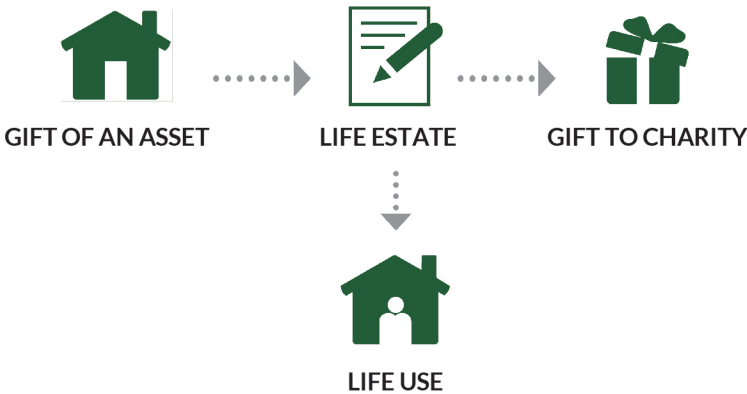 GIFT OF AN ASSET
LIFE ESTATE
GIFT TO CHARITY
LIFE USE